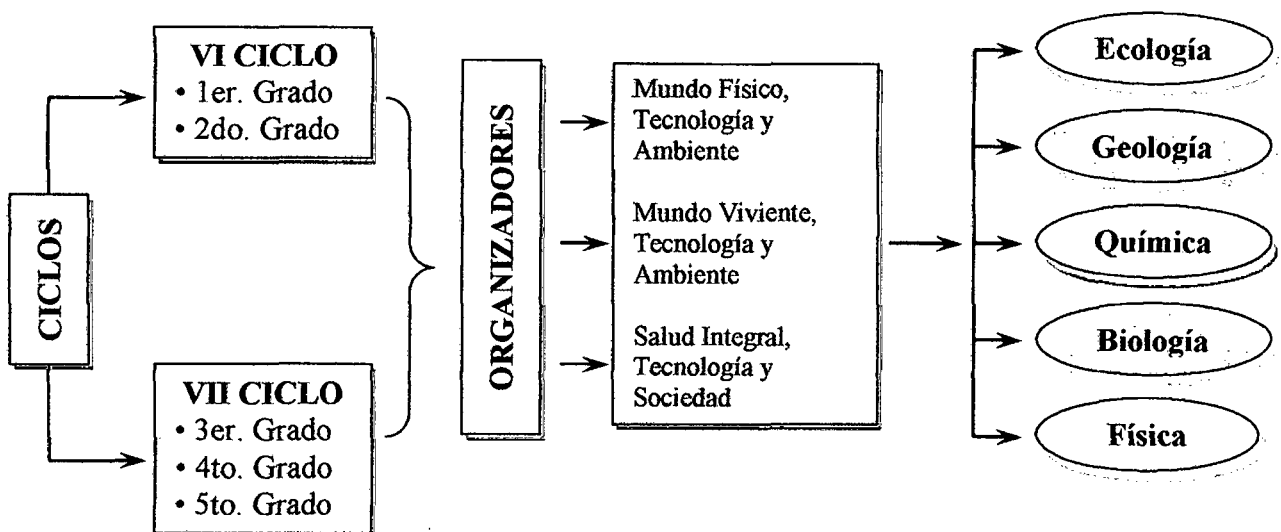 CICLOS
VI CICLO
• 1er. Grado
• 2do. Grado
VII CICLO
• 3er. Grado
• 4to. Grado
• 5to. Grado
ORGANIZADORES
Mundo Físico,
Tecnología y
Ambiente
Mundo Viviente,
Tecnología y
Ambiente
Salud Integral,
Tecnología y
Sociedad
Ecología
Geología
Química
Biología
Física